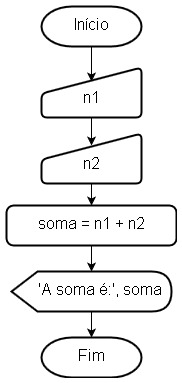 Início
n1
n2
soma = n1 + n2
'A soma é:', soma
Fim